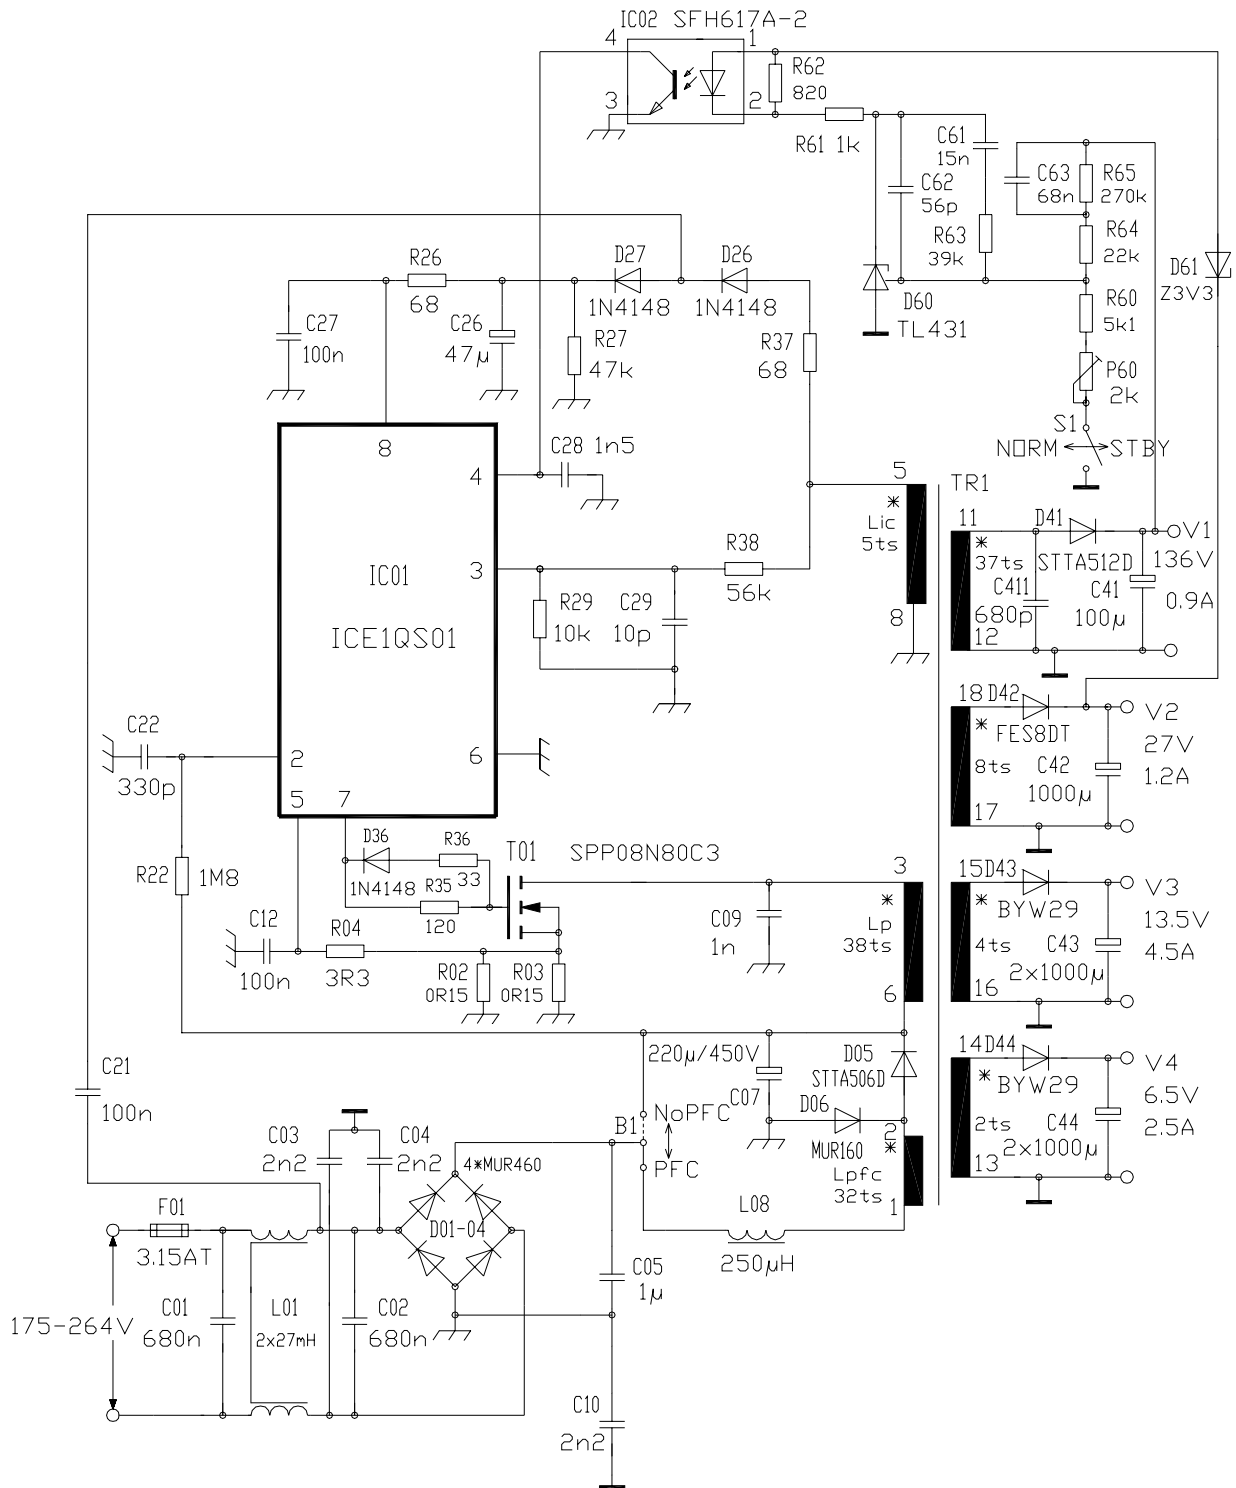 IC02 SFH617A-2
4
1
3
2
R62
820
R61 1k
C61
15n
C62
56p
R63
39k
C63
68n
R65
270k
R64
22k
D61
Z3V3
D60
TL431
R60
5k1
P60
2k
S1
NORM
STBY
R26
68
D27
1N4148
D26
1N4148
C27
100n
C26
47µ
R27
47k
R37
68
8
4
C28 1n5
3
IC01
ICE1QS01
R38
56k
R29
10k
C29
10p
5
*
Lic
5ts
8
TR1
11
*
37ts
C411
680p
12
D41
STTA512D
C41
100µ
V1
136V
0.9A
C22
330p
2
6
5
7
18 D42
FES8DT
*
8ts
17
C42
1000µ
V2
27V
1.2A
R22
1M8
D36
1N4148
R36
33
R35
120
T01
SPP08N80C3
C12
100n
R04
3R3
R02
0R15
R03
0R15
C09
1n
3
*
Lp
38ts
6
15 D43
BYW29
*
4ts
16
C43
2x1000µ
V3
13.5V
4.5A
C21
100n
220µ/450V
C07
D05
STTA506D
D06
MUR160
14 D44
BYW29
*
2ts
13
C44
2x1000µ
V4
6.5V
2.5A
B1
NoPFC
PFC
2
*
Lpfc
32ts
1
L08
250µH
C03
2n2
C04
2n2
4*MUR460
D01-04
F01
3.15AT
C05
1µ
175-264V
C01
680n
L01
2x27mH
C02
680n
C10
2n2